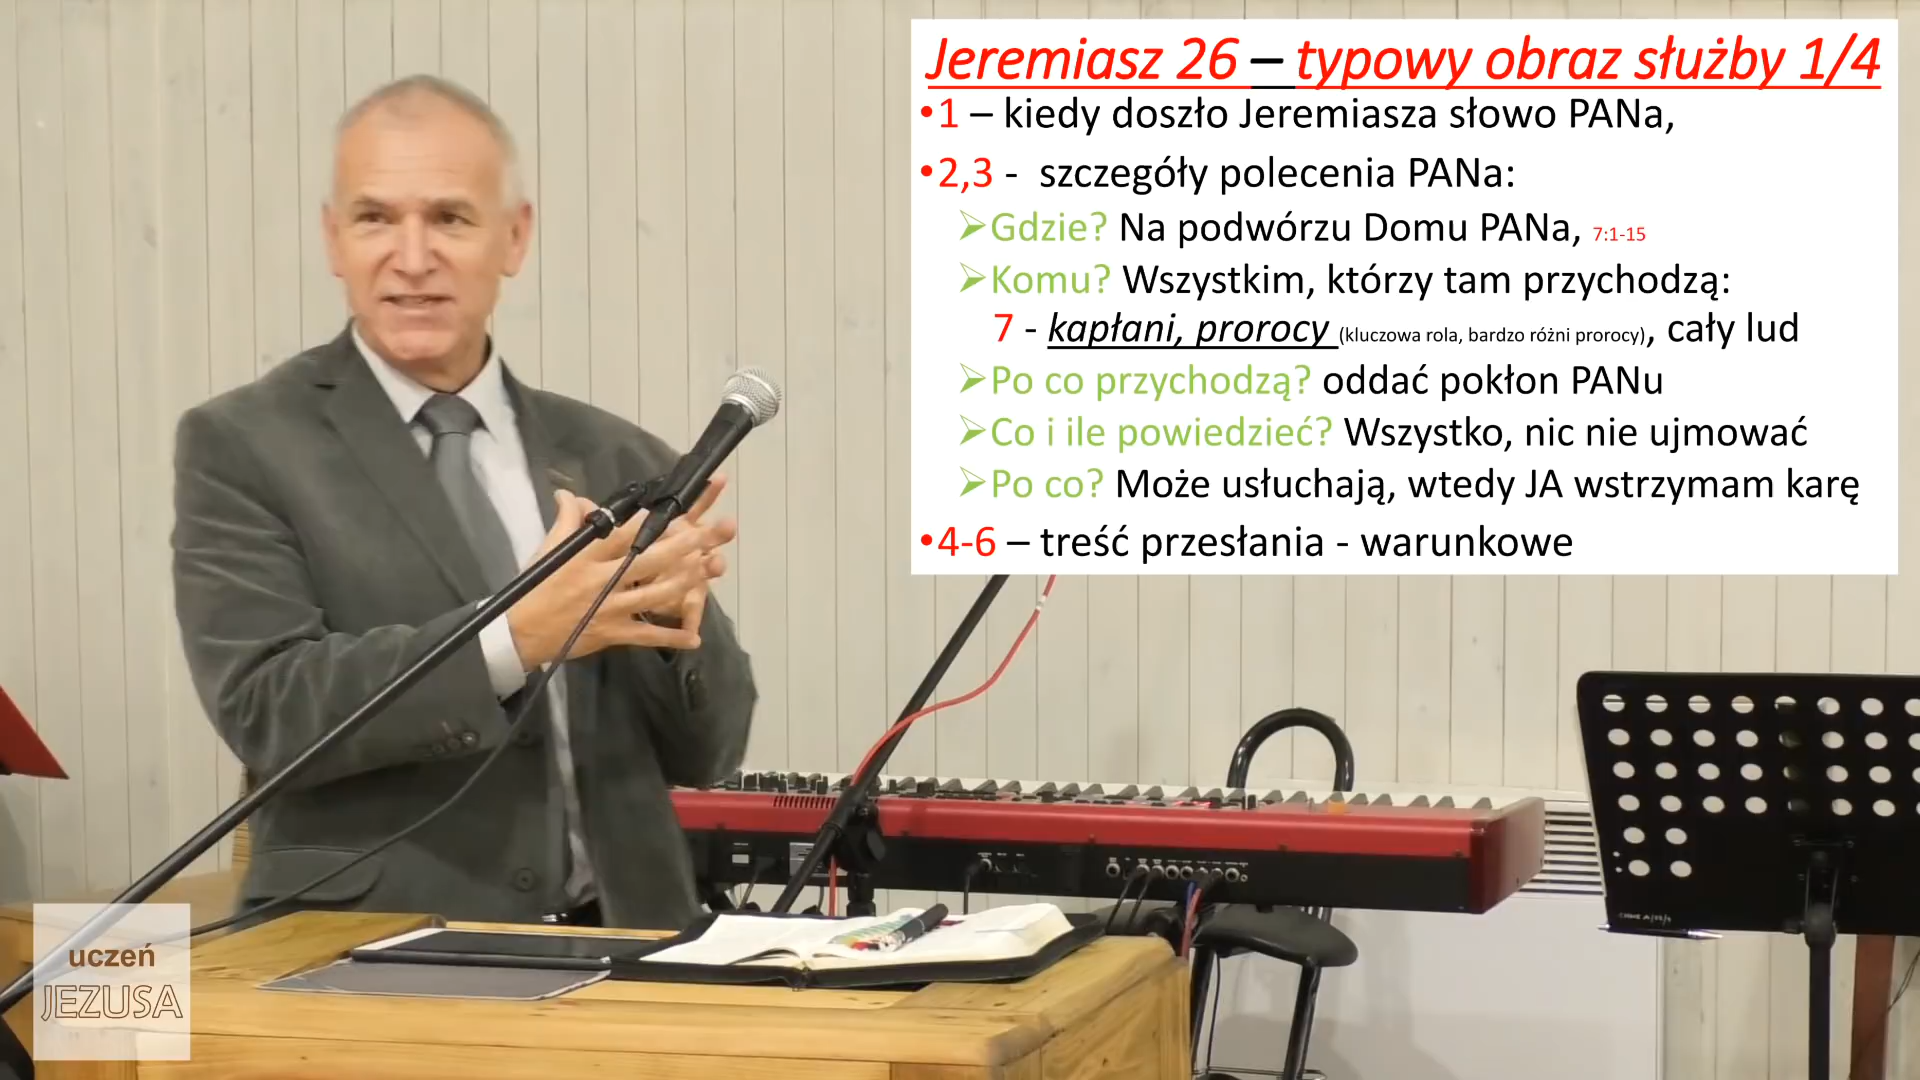 Jeremiasz 26 – typowy obraz służby 1/4
•1 – kiedy doszło Jeremiasza słowo PANa,
•2,3 - szczegóły polecenia PANa:
➢Gdzie? Na podwórzu Domu PANa, 7:1-15
➢Komu? Wszystkim, którzy tam przychodzą:
7 - kapłani, prorocy (kluczowa rola, bardzo różni prorocy), cały lud
➢Po co przychodzą? oddać pokłon PANu
➢Co i ile powiedzieć? Wszystko, nic nie ujmować
➢Po co? Może usłuchają, wtedy JA wstrzymam karę
•4-6 – treść przesłania - warunkowe
uczeń
JEZUSA